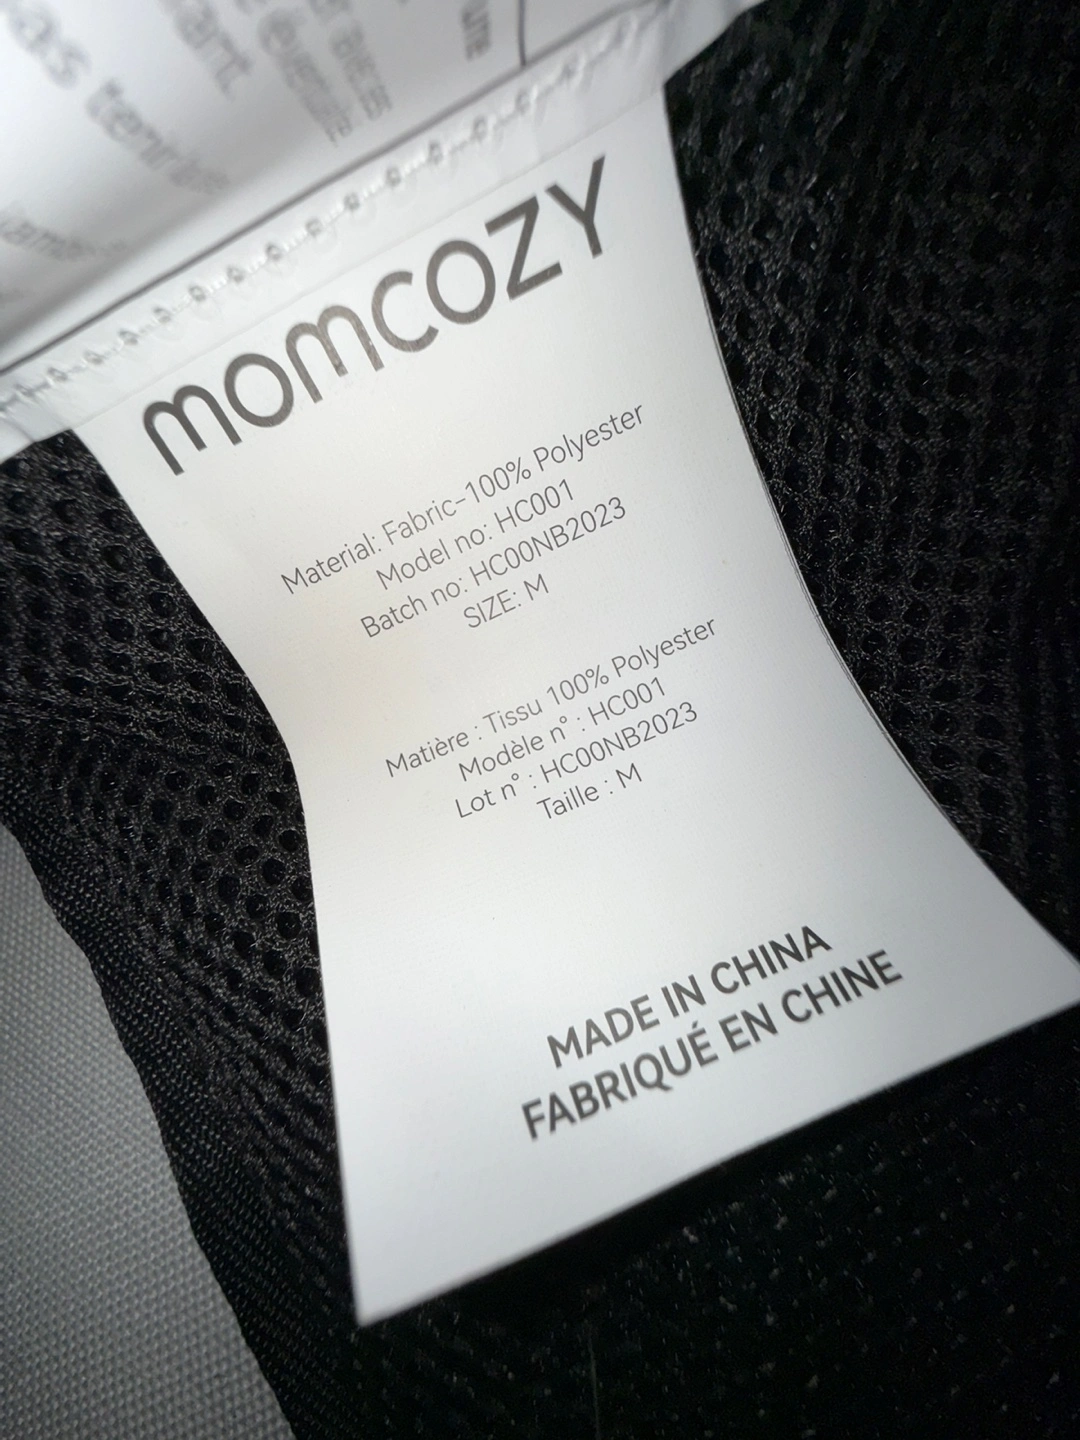 momcozy
Material: Fabric-100% Polyester
Model no: HC001
Batch no: HC00NB2023
SIZE: M
Matière : Tissu 100% Polyester
Modèle n° : HC001
Lot n° : HC00NB2023
Taille : M
MADE IN CHINA
FABRIQUÉ EN CHINE